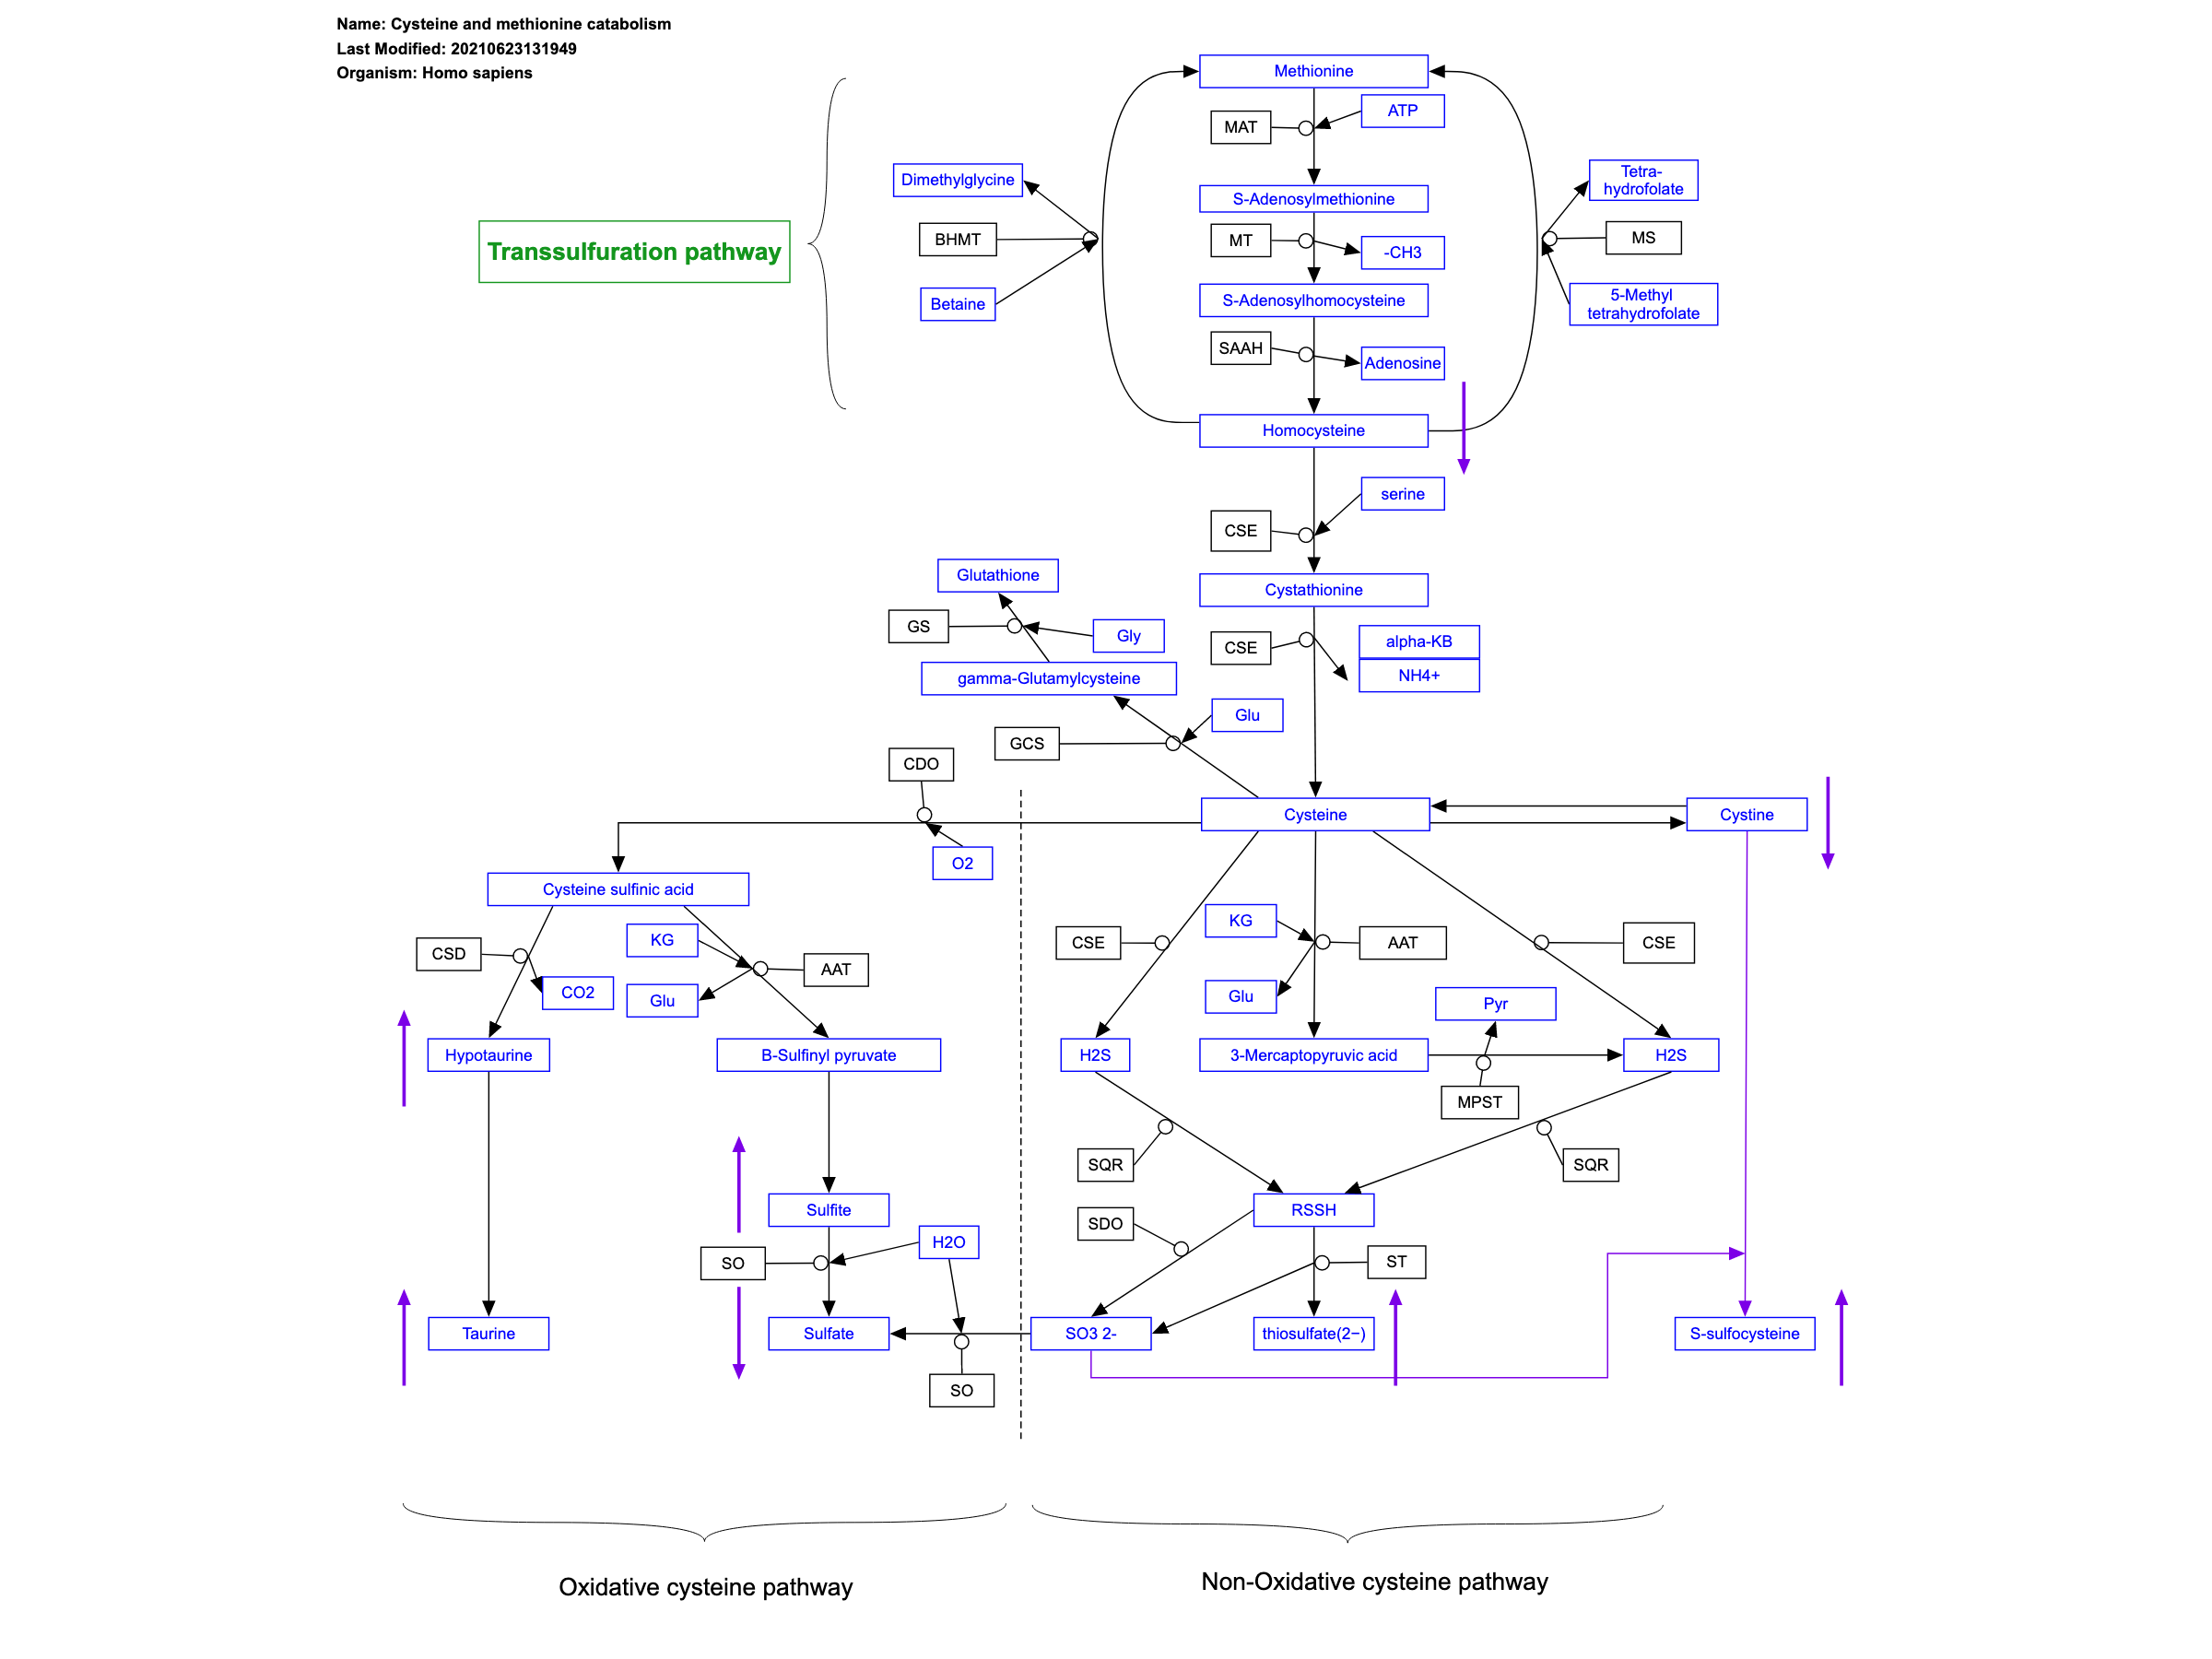 Name: Cysteine and methionine catabolism
Last Modified: 20210623131949
Organism: Homo sapiens
Methionine
ATP
MAT
Dimethylglycine
Tetra-
hydrofolate
S-Adenosylmethionine
BHMT
MT
-CH3
MS
Transsulfuration pathway
Betaine
S-Adenosylhomocysteine
5-Methyl
tetrahydrofolate
SAAH
Adenosine
Homocysteine
serine
CSE
Glutathione
Cystathionine
GS
Gly
CSE
alpha-KB
NH4+
gamma-Glutamylcysteine
Glu
GCS
CDO
Cysteine
Cystine
O2
Cysteine sulfinic acid
KG
CSD
AAT
CO2
Glu
KG
CSE
AAT
CSE
Glu
Pyr
Hypotaurine
B-Sulfinyl pyruvate
H2S
3-Mercaptopyruvic acid
H2S
MPST
SQR
SQR
Sulfite
RSSH
SDO
H2O
SO
ST
Taurine
Sulfate
SO3 2-
thiosulfate(2−)
S-sulfocysteine
SO
Oxidative cysteine pathway
Non-Oxidative cysteine pathway